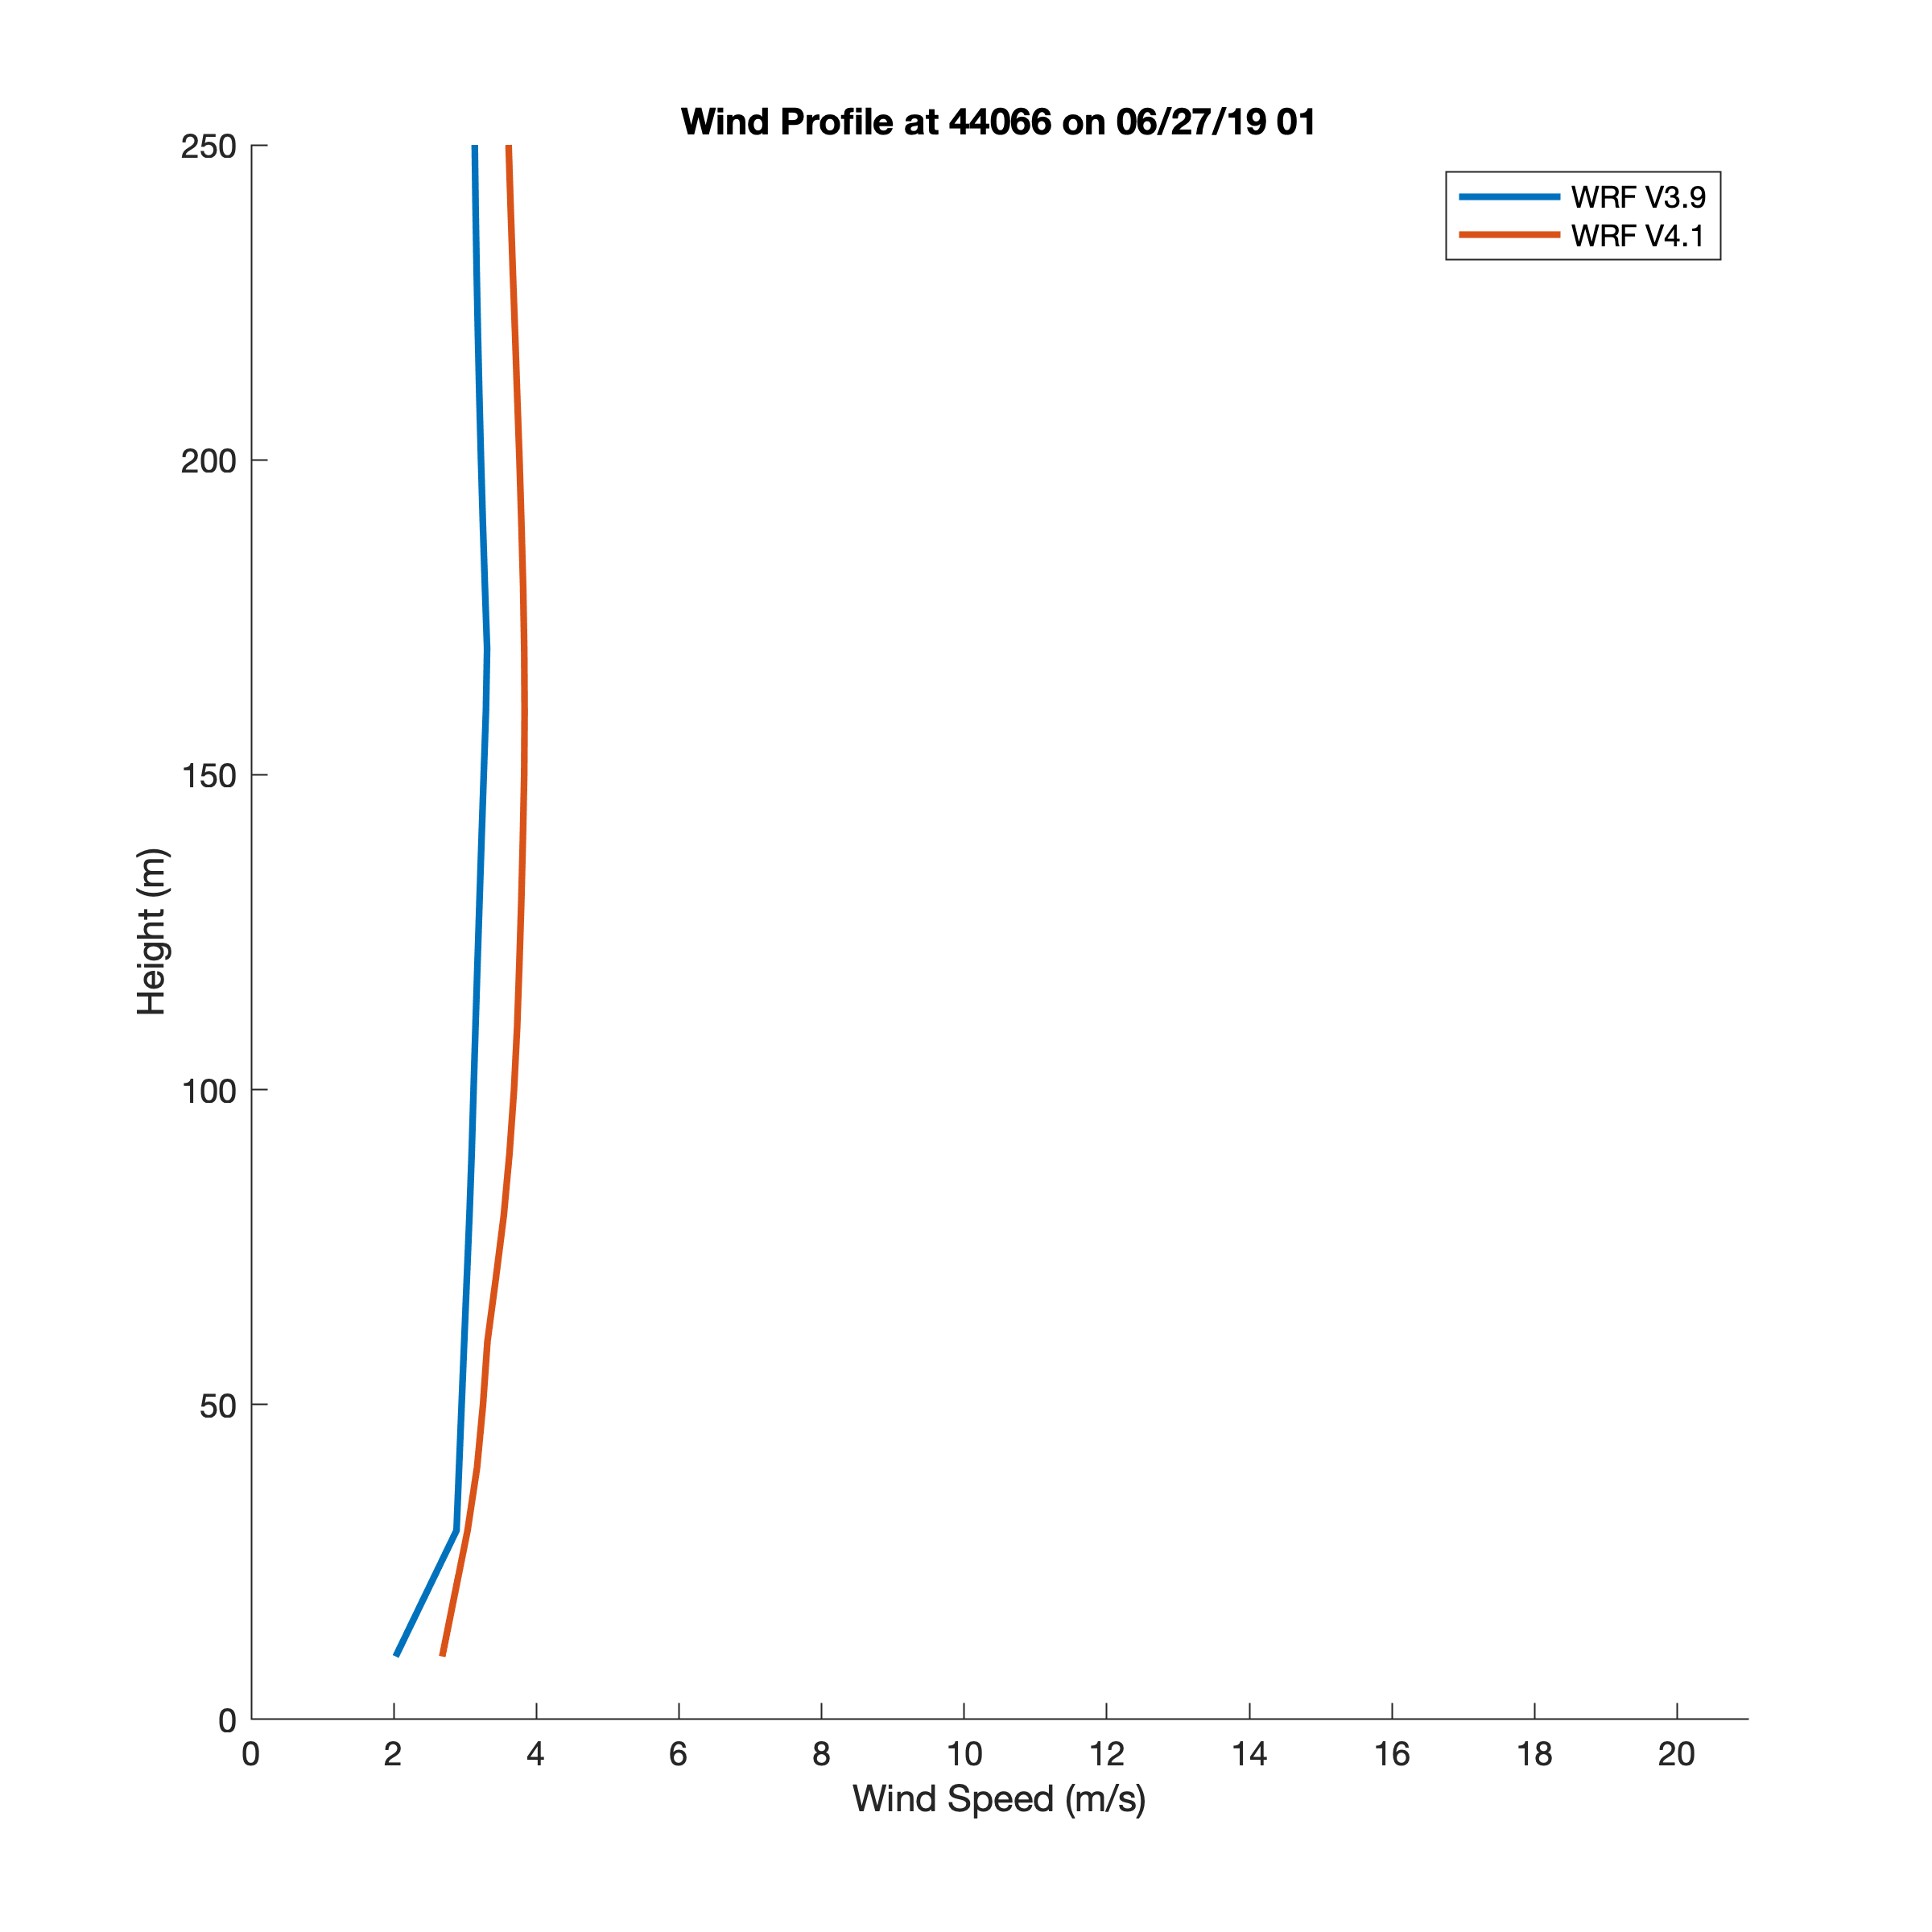 Wind Profile at 44066 on 06/27/19 01
WRF V3.9
WRF V4.1
250
200
150
100
50
0
Height (m)
0 2 4 6 8 10 12 14 16 18 20
Wind Speed (m/s)